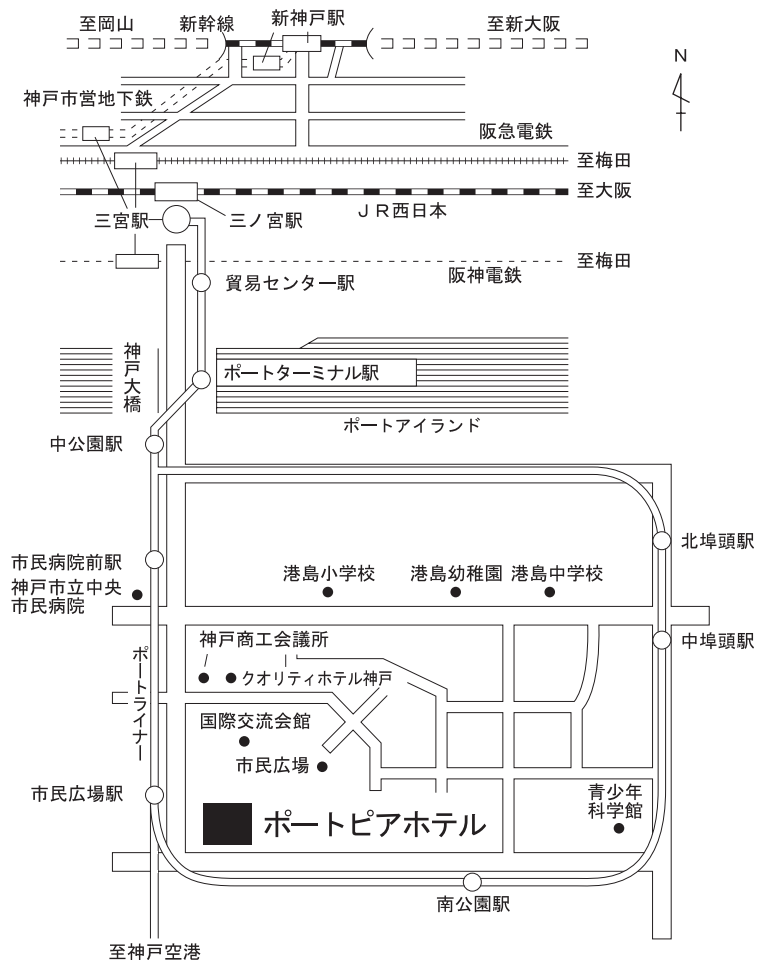 至岡山
新幹線
新神戸駅
至新大阪
N
神戸市営地下鉄
阪急電鉄
至梅田
至大阪
JR西日本
三宮駅
三ノ宮駅
阪神電鉄
至梅田
貿易センター駅
神戸大橋
ポートターミナル駅
ポートアイランド
中公園駅
北埠頭駅
市民病院前駅
神戸市立中央
市民病院
港島小学校
港島幼稚園
港島中学校
中埠頭駅
神戸商工会議所
ポートライナー
クオリティホテル神戸
国際交流会館
市民広場
市民広場駅
青少年
科学館
ポートピアホテル
南公園駅
至神戸空港